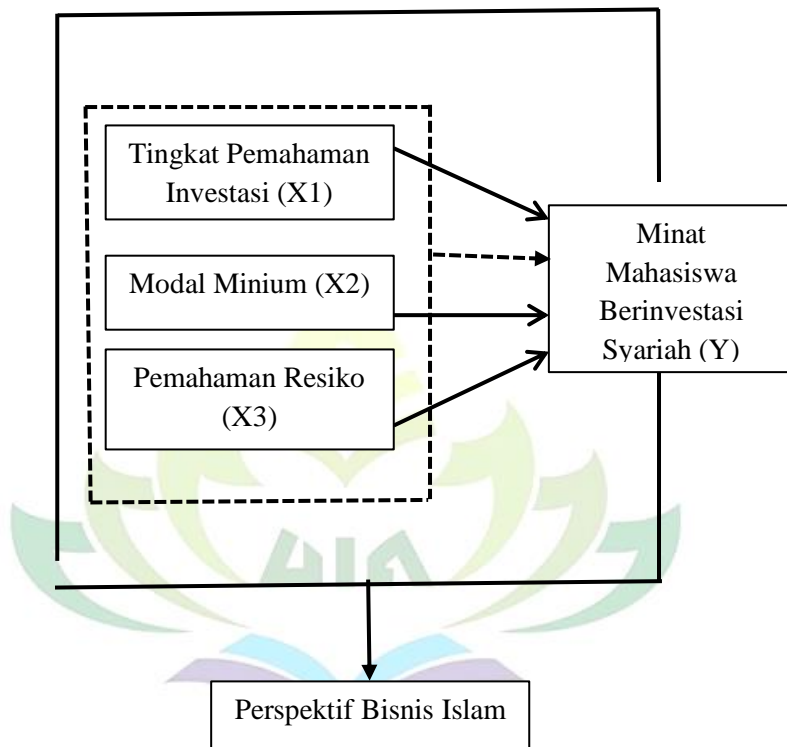 Tingkat Pemahaman
Investasi (X1)
Modal Minium (X2)
Pemahaman Resiko
(X3)
Minat
Mahasiswa
Berinvestasi
Syariah (Y)
Perspektif Bisnis Islam